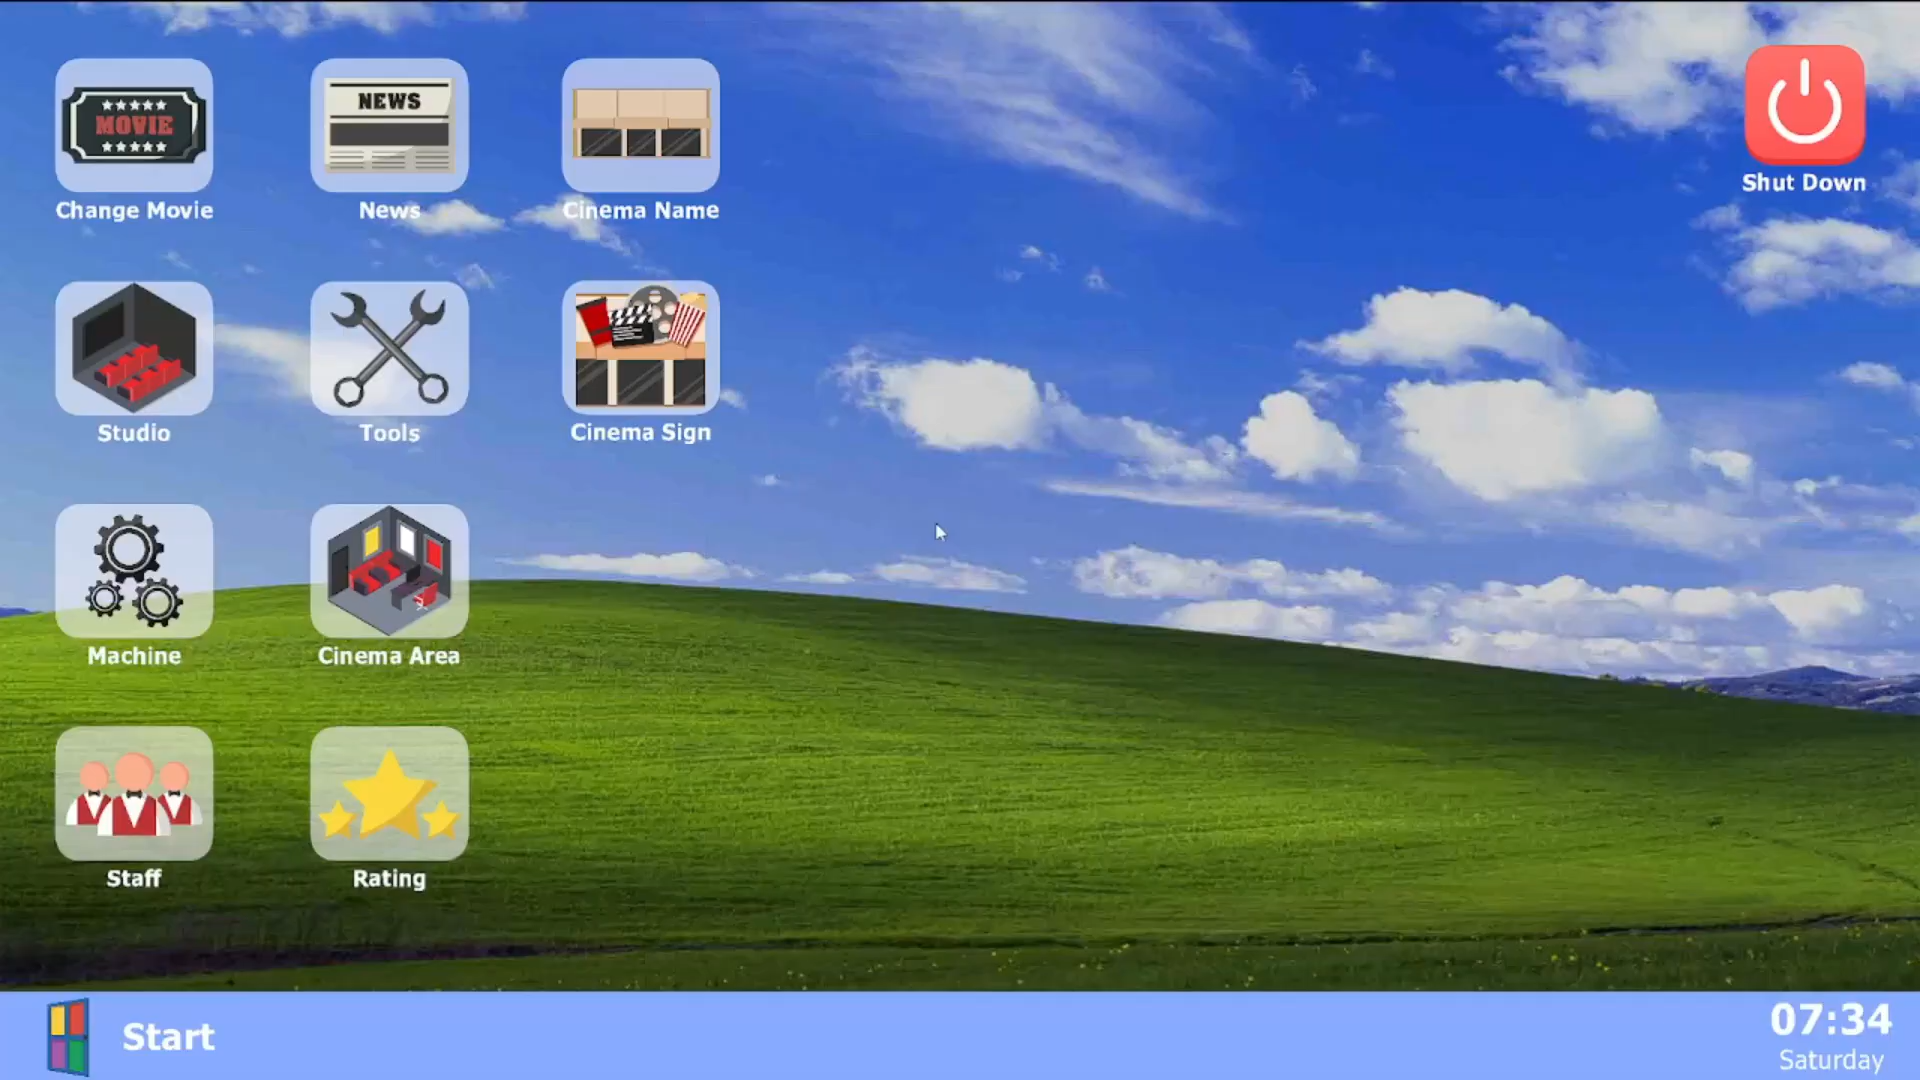 MOVIE
Change Movie
NEWS
News
Cinema Name
Shut Down
Studio
Tools
Cinema Sign
Machine
Cinema Area
Staff
Rating
Start
07:34
Saturday